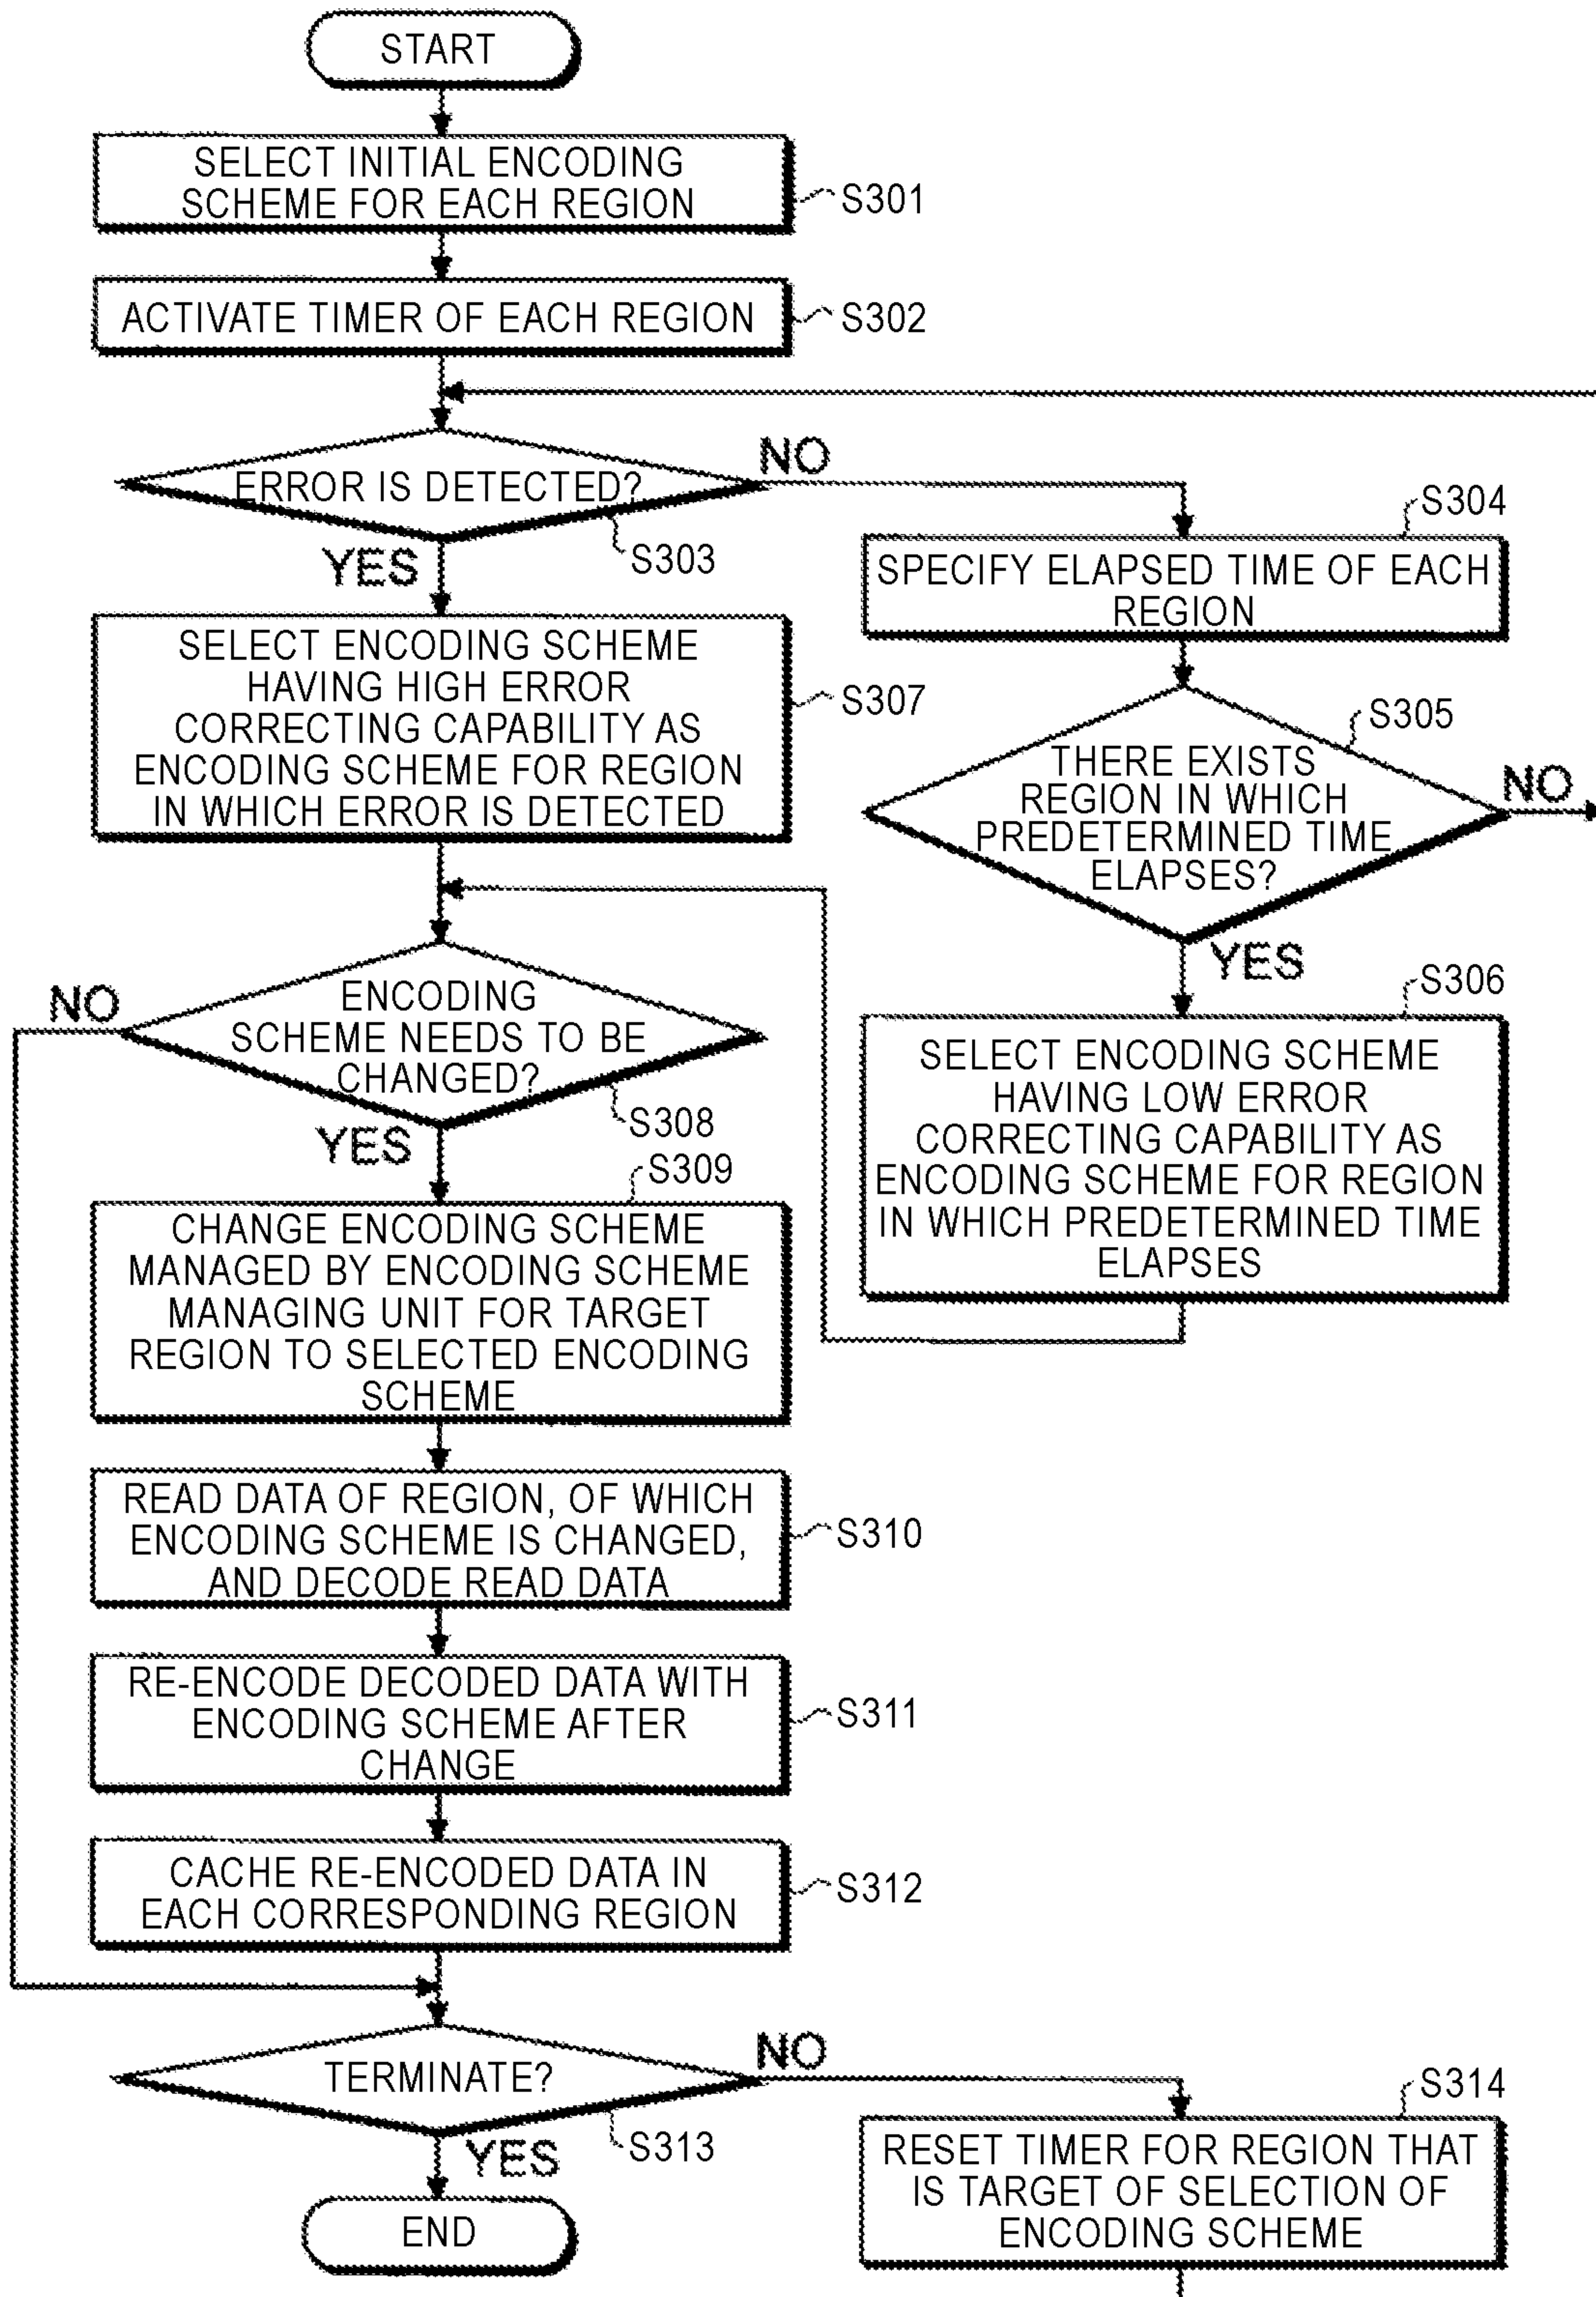 START
SELECT INITIAL ENCODING
SCHEME FOR EACH REGION
S301
ACTIVATE TIMER OF EACH REGION
S302
ERROR IS DETECTED?
NO
S303
YES
S304
SPECIFY ELAPSED TIME OF EACH
REGION
S305
THERE EXISTS
REGION IN WHICH
PREDETERMINED TIME
ELAPSES?
NO
YES
S306
SELECT ENCODING SCHEME
HAVING LOW ERROR
CORRECTING CAPABILITY AS
ENCODING SCHEME FOR REGION
IN WHICH PREDETERMINED TIME
ELAPSES
SELECT ENCODING SCHEME
HAVING HIGH ERROR
CORRECTING CAPABILITY AS
ENCODING SCHEME FOR REGION
IN WHICH ERROR IS DETECTED
S307
NO
ENCODING
SCHEME NEEDS TO BE
CHANGED?
S308
YES
S309
CHANGE ENCODING SCHEME
MANAGED BY ENCODING SCHEME
MANAGING UNIT FOR TARGET
REGION TO SELECTED ENCODING
SCHEME
READ DATA OF REGION, OF WHICH
ENCODING SCHEME IS CHANGED,
AND DECODE READ DATA
S310
RE-ENCODE DECODED DATA WITH
ENCODING SCHEME AFTER
CHANGE
S311
CACHE RE-ENCODED DATA IN
EACH CORRESPONDING REGION
S312
TERMINATE?
NO
S313
YES
END
S314
RESET TIMER FOR REGION THAT
IS TARGET OF SELECTION OF
ENCODING SCHEME